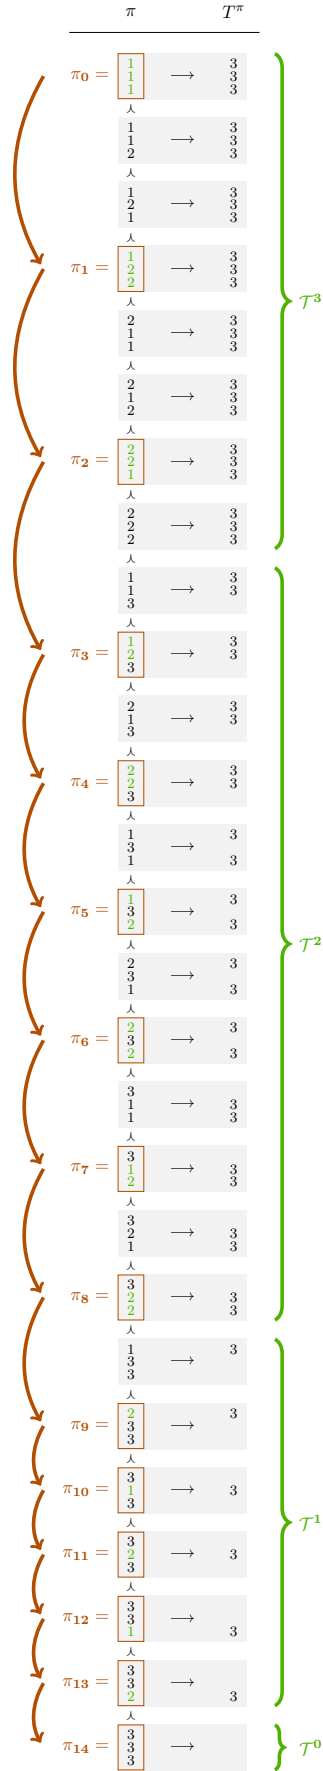 π T^π
1 3
π₀ = 1 ⟶ 3
1 3
⋏
1 3
1 ⟶ 3
2 3
⋏
1 3
2 ⟶ 3
1 3
⋏
1 3
π₁ = 2 ⟶ 3
2 3
𝒯³
⋏
2 3
1 ⟶ 3
1 3
⋏
2 3
1 ⟶ 3
2 3
⋏
2 3
π₂ = 2 ⟶ 3
1 3
⋏
2 3
2 ⟶ 3
2 3
⋏
1 3
1 ⟶ 3
3
⋏
1 3
π₃ = 2 ⟶ 3
3
⋏
2 3
1 ⟶ 3
3
⋏
2 3
π₄ = 2 ⟶ 3
3
⋏
1 3
3 ⟶
1 3
⋏
1 3
π₅ = 3 ⟶
2 3
𝒯²
⋏
2 3
3 ⟶
1 3
⋏
2 3
π₆ = 3 ⟶
2 3
⋏
3
1 ⟶ 3
1 3
⋏
3
π₇ = 1 ⟶ 3
2 3
⋏
3
2 ⟶ 3
1 3
⋏
3
π₈ = 2 ⟶ 3
2 3
⋏
1 3
3 ⟶
3
⋏
2 3
π₉ = 3 ⟶
3
⋏
3
π₁₀ = 1 ⟶ 3
3
𝒯¹
⋏
3
π₁₁ = 2 ⟶ 3
3
⋏
3
π₁₂ = 3 ⟶
1 3
⋏
3
π₁₃ = 3 ⟶
2 3
⋏
3
π₁₄ = 3 ⟶ 𝒯⁰
3